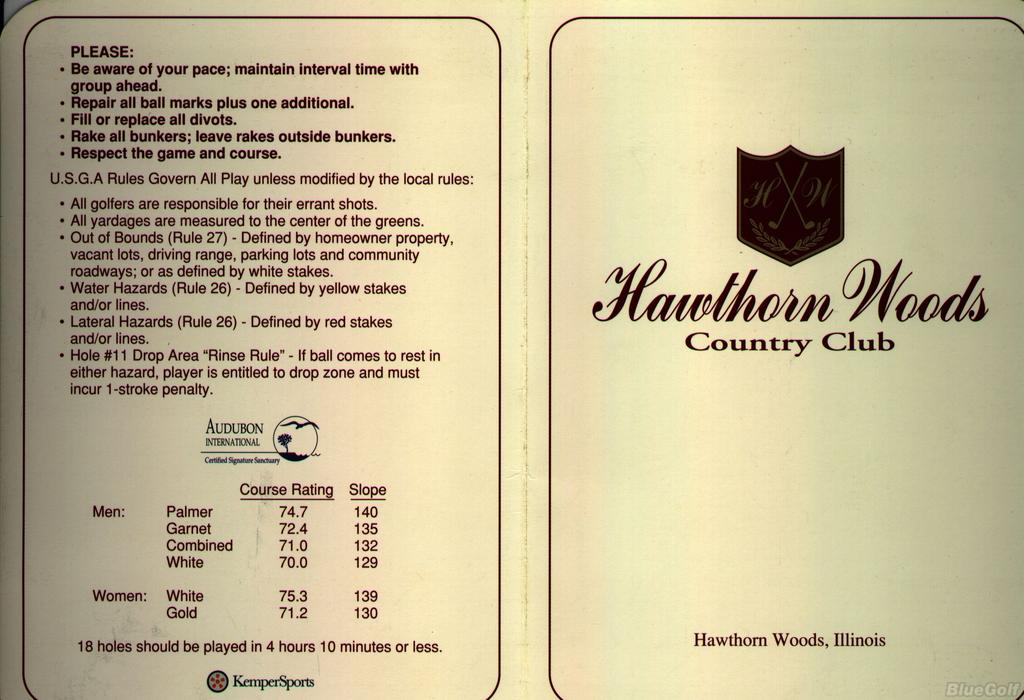 PLEASE:
• Be aware of your pace; maintain interval time with
group ahead.
• Repair all ball marks plus one additional.
• Fill or replace all divots.
• Rake all bunkers; leave rakes outside bunkers.
• Respect the game and course.
U.S.G.A Rules Govern All Play unless modified by the local rules:
• All golfers are responsible for their errant shots.
• All yardages are measured to the center of the greens.
• Out of Bounds (Rule 27) - Defined by homeowner property,
vacant lots, driving range, parking lots and community
roadways; or as defined by white stakes.
• Water Hazards (Rule 26) - Defined by yellow stakes
and/or lines.
• Lateral Hazards (Rule 26) - Defined by red stakes
and/or lines.
• Hole #11 Drop Area “Rinse Rule” - If ball comes to rest in
either hazard, player is entitled to drop zone and must
incur 1-stroke penalty.
AUDUBON
INTERNATIONAL
Certified Signature Sanctuary
Course Rating Slope
Men: Palmer 74.7 140
Garnet 72.4 135
Combined 71.0 132
White 70.0 129
Women: White 75.3 139
Gold 71.2 130
18 holes should be played in 4 hours 10 minutes or less.
KemperSports
H W
Hawthorn Woods
Country Club
Hawthorn Woods, Illinois
BlueGolf